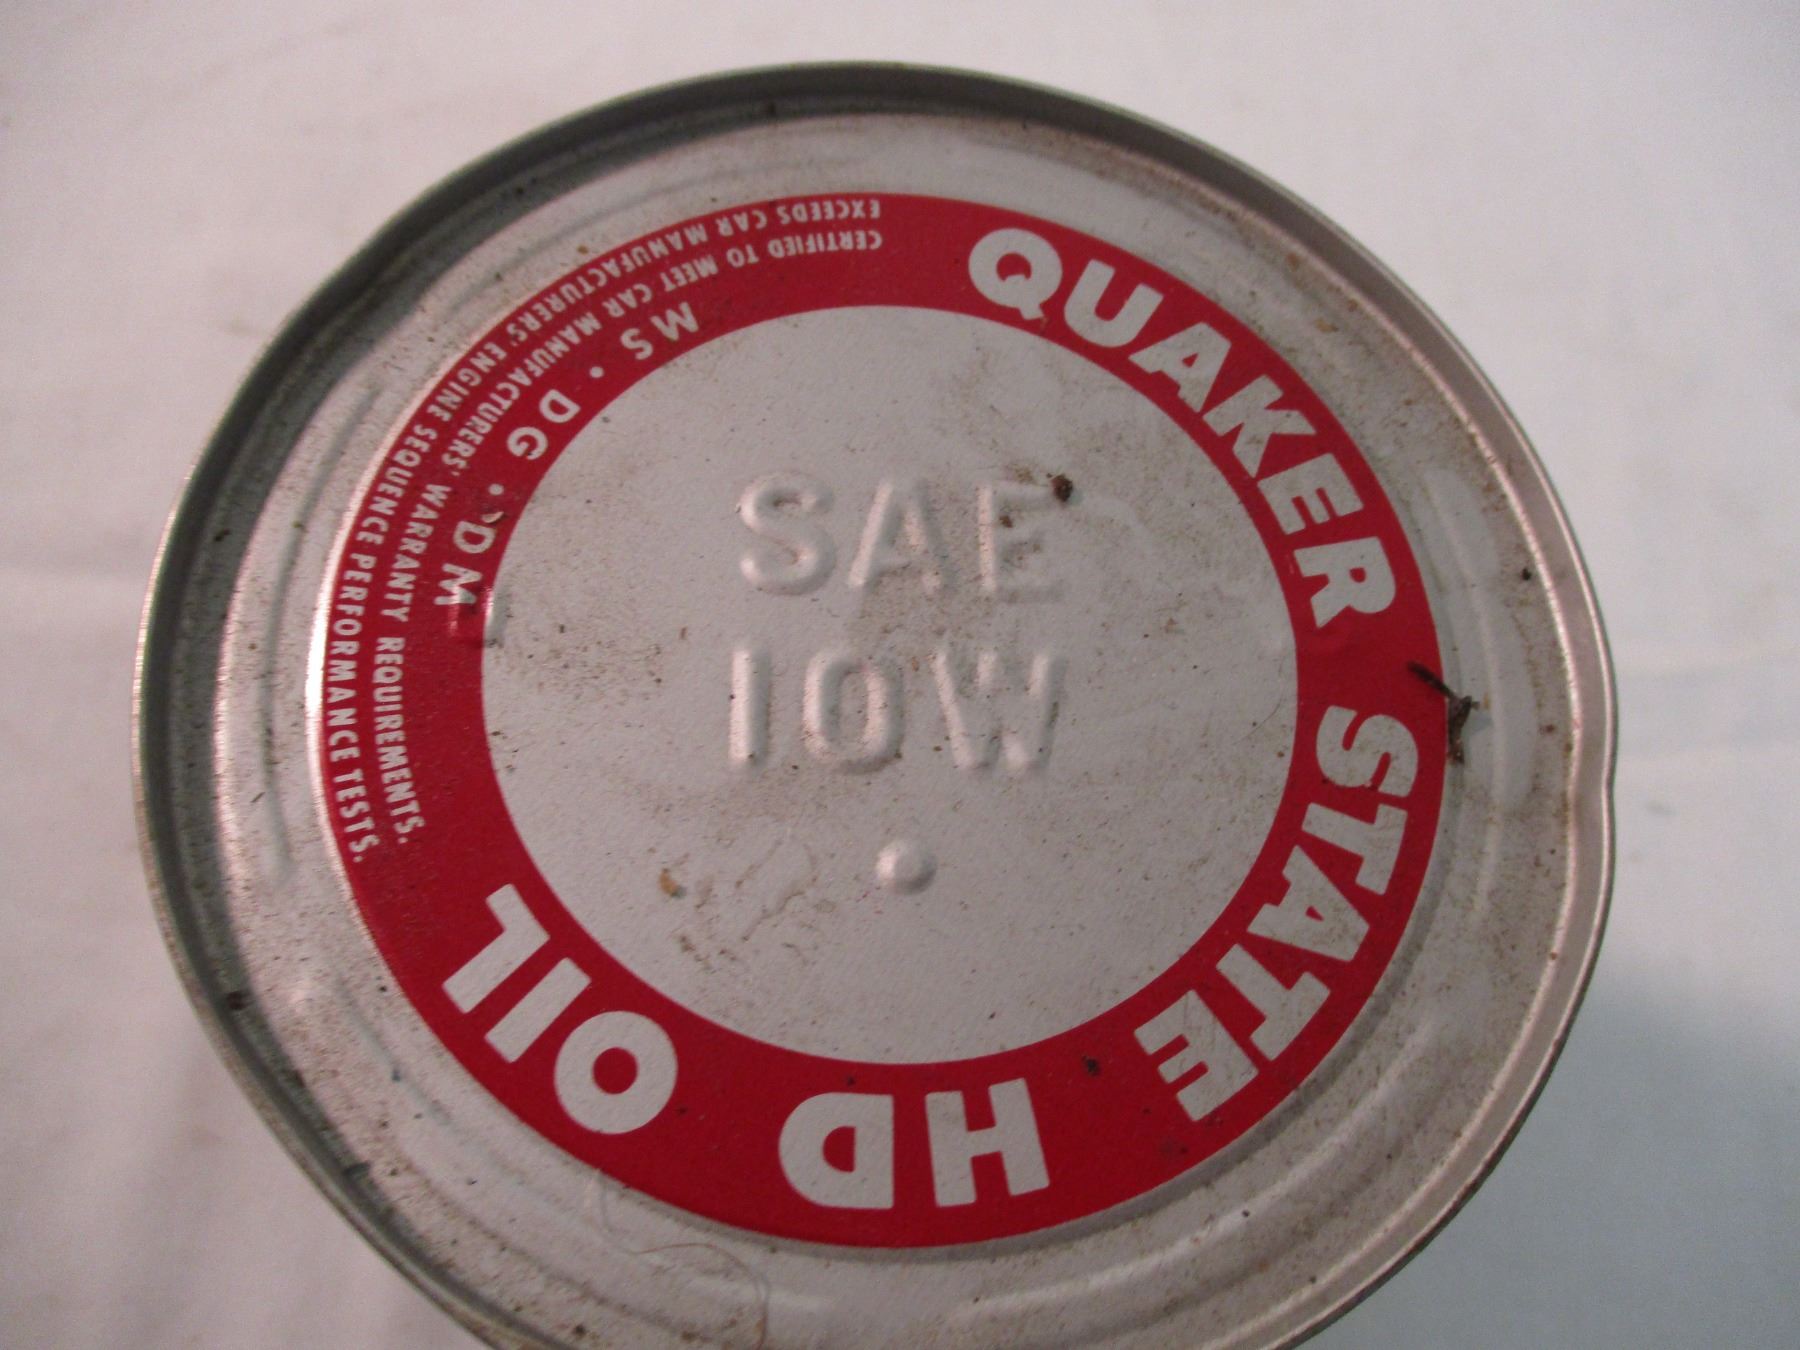 QUAKER STATE HD OIL
MS · DG · DM
CERTIFIED TO MEET CAR MANUFACTURERS' WARRANTY REQUIREMENTS.
EXCEEDS CAR MANUFACTURERS' ENGINE SEQUENCE PERFORMANCE TESTS.
SAE
10W